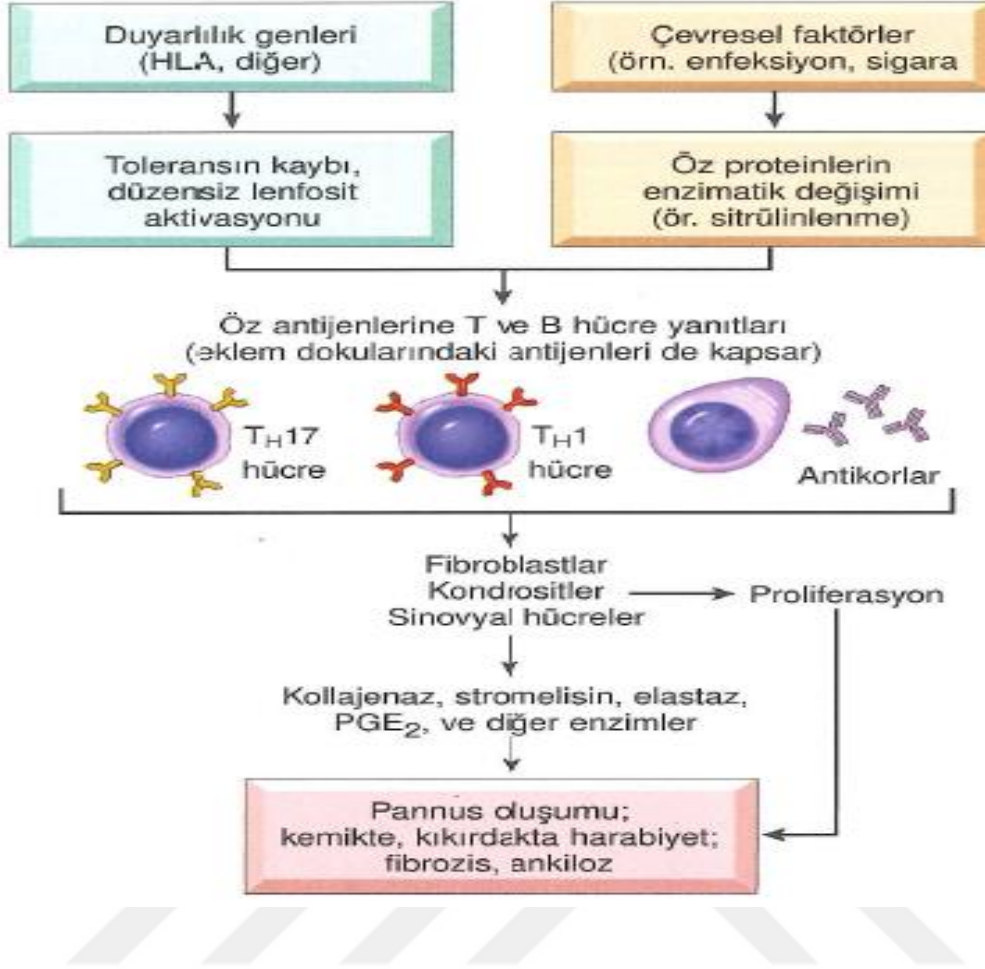 Duyarlılık genleri
(HLA, diğer)
Çevresel faktörler
(örn. enfeksiyon, sigara
Toleransın kaybı,
düzensiz lenfosit
aktivasyonu
Öz proteinlerin
enzimatik değişimi
(ör. sitrülinlenme)
Öz antijenlerine T ve B hücre yanıtları
(eklem dokularındaki antijenleri de kapsar)
TH17
hücre
TH1
hücre
Antikorlar
Fibroblastlar
Kondrositler
Sinovyal hücreler
Proliferasyon
Kollajenaz, stromelisin, elastaz,
PGE2, ve diğer enzimler
Pannus oluşumu;
kemikte, kıkırdakta harabiyet;
fibrozis, ankiloz